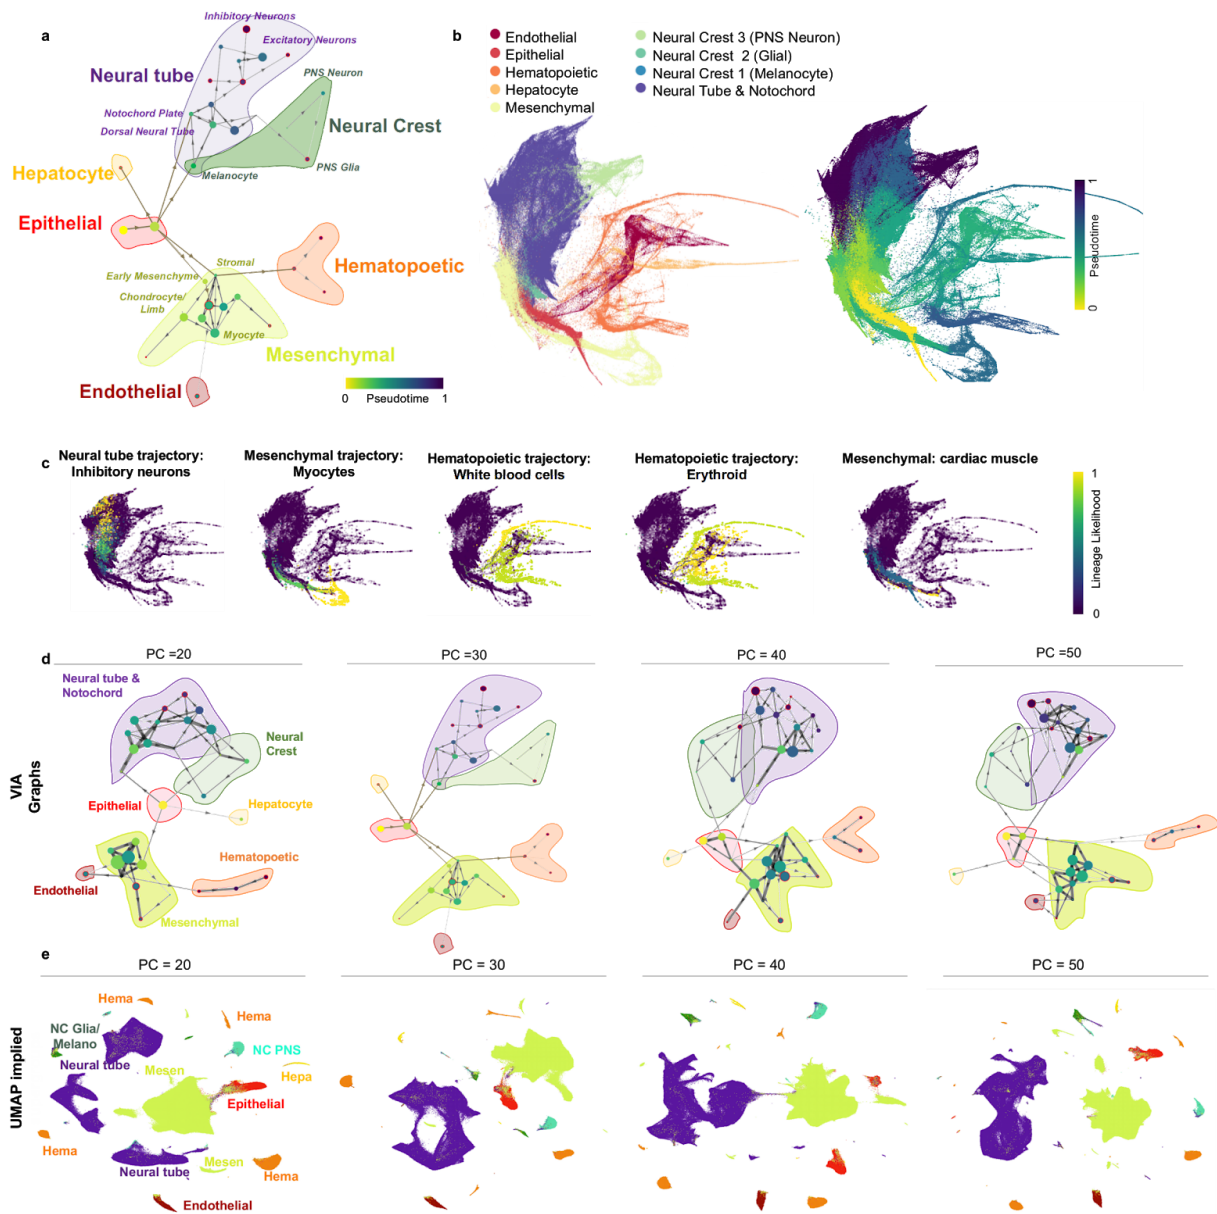 a
Inhibitory Neurons
Excitatory Neurons
Neural tube
PNS Neuron
Notochord Plate
Dorsal Neural Tube
Neural Crest
PNS Glia
Melanocyte
Hepatocyte
Epithelial
Stromal
Hematopoetic
Early Mesenchyme
Chondrocyte/
Limb
Myocyte
Mesenchymal
Endothelial
0 Pseudotime 1
b
Endothelial
Epithelial
Hematopoietic
Hepatocyte
Mesenchymal
Neural Crest 3 (PNS Neuron)
Neural Crest 2 (Glial)
Neural Crest 1 (Melanocyte)
Neural Tube & Notochord
1
Pseudotime
0
c
Neural tube trajectory:
Inhibitory neurons
Mesenchymal trajectory:
Myocytes
Hematopoietic trajectory:
White blood cells
Hematopoietic trajectory:
Erythroid
Mesenchymal: cardiac muscle
1
Lineage Likelihood
0
d
PC =20
PC =30
PC = 40
PC =50
VIA
Graphs
Neural tube &
Notochord
Neural
Crest
Epithelial
Hepatocyte
Hematopoetic
Endothelial
Mesenchymal
e
PC = 20
PC = 30
PC = 40
PC = 50
UMAP implied
Hema
Hema
NC Glia/
Melano
NC PNS
Neural tube
Mesen
Hepa
Epithelial
Hema
Neural tube
Mesen
Hema
Endothelial